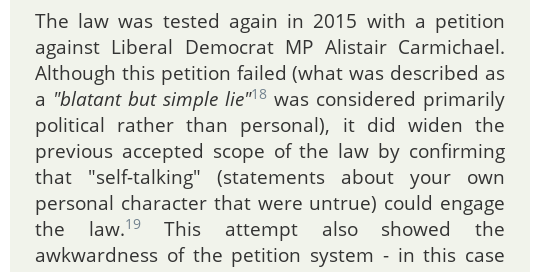 The law was tested again in 2015 with a petition
against Liberal Democrat MP Alistair Carmichael.
Although this petition failed (what was described as
a "blatant but simple lie"18 was considered primarily
political rather than personal), it did widen the
previous accepted scope of the law by confirming
that "self-talking" (statements about your own
personal character that were untrue) could engage
the law.19 This attempt also showed the
awkwardness of the petition system - in this case